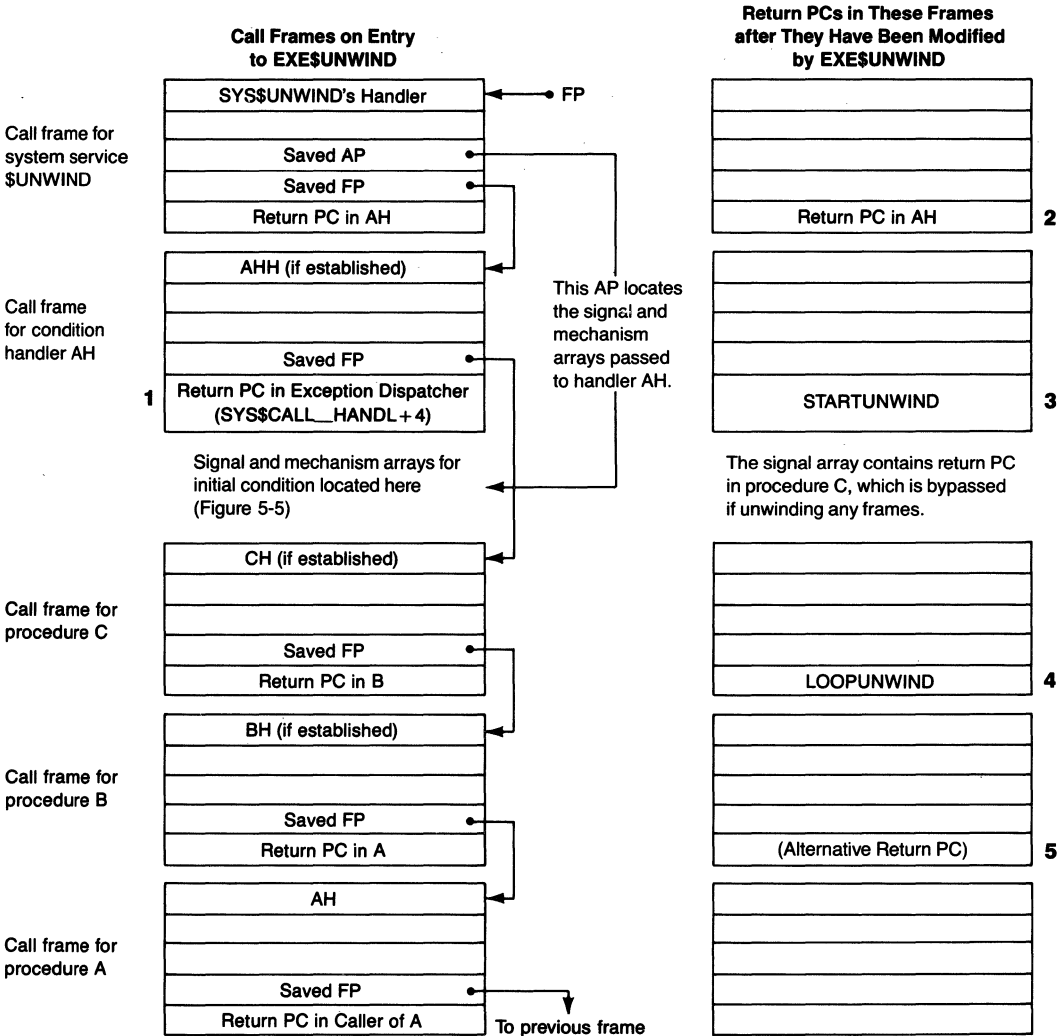 Call Frames on Entry
to EXE$UNWIND
Return PCs in These Frames
after They Have Been Modified
by EXE$UNWIND
Call frame for
system service
$UNWIND
SYS$UNWIND's Handler
FP
Saved AP
Saved FP
Return PC in AH
Return PC in AH
2
Call frame
for condition
handler AH
AHH (if established)
Saved FP
1
Return PC in Exception Dispatcher
(SYS$CALL__HANDL+4)
This AP locates
the signal and
mechanism
arrays passed
to handler AH.
STARTUNWIND
3
Signal and mechanism arrays for
initial condition located here
(Figure 5-5)
The signal array contains return PC
in procedure C, which is bypassed
if unwinding any frames.
Call frame for
procedure C
CH (if established)
Saved FP
Return PC in B
LOOPUNWIND
4
Call frame for
procedure B
BH (if established)
Saved FP
Return PC in A
(Alternative Return PC)
5
Call frame for
procedure A
AH
Saved FP
Return PC in Caller of A
To previous frame